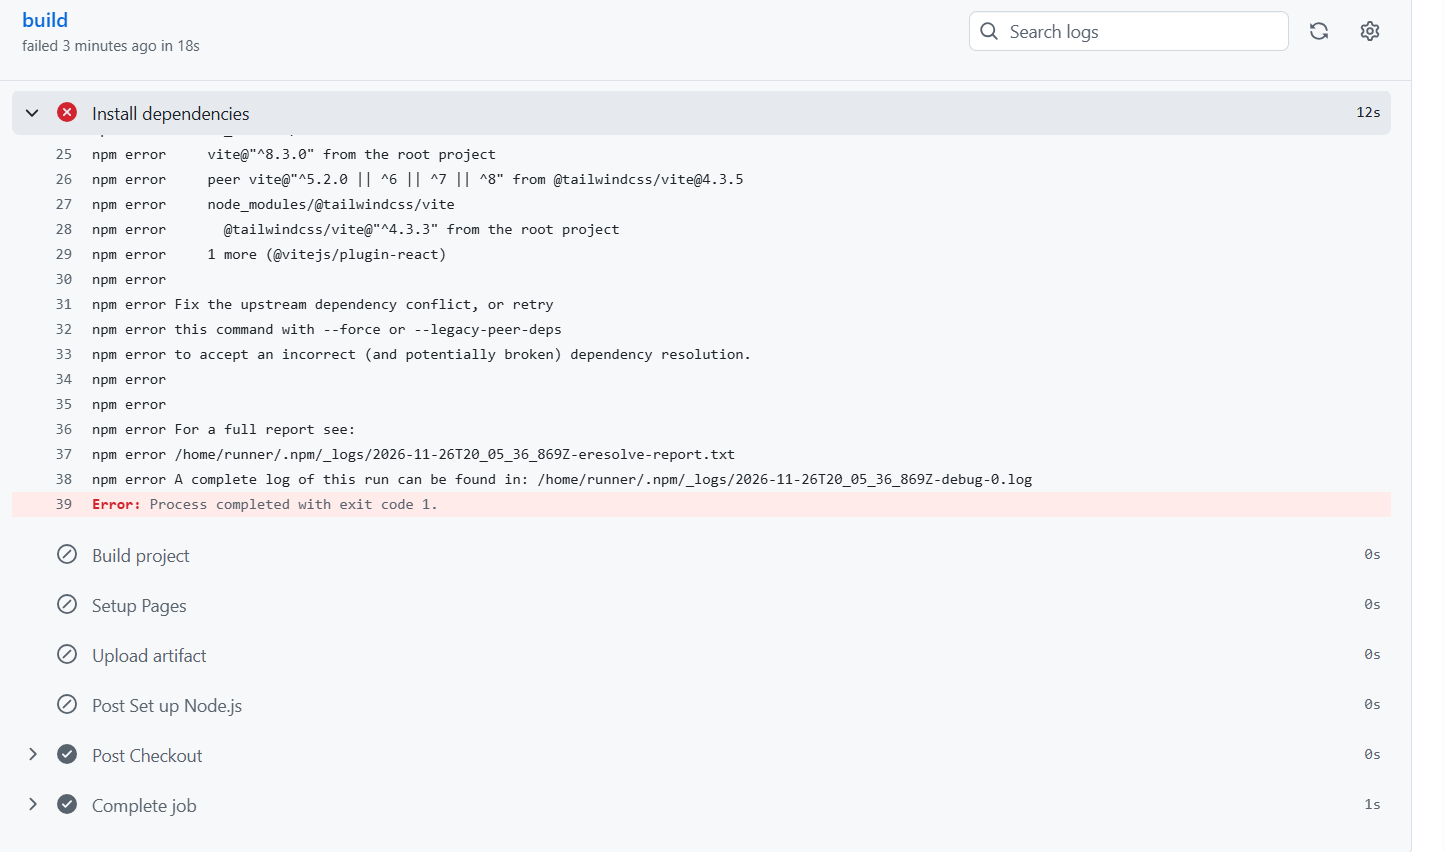 build
failed 3 minutes ago in 18s
Search logs
Install dependencies 12s
25 npm error     vite@"^8.3.0" from the root project
26 npm error     peer vite@"^5.2.0 || ^6 || ^7 || ^8" from @tailwindcss/vite@4.3.5
27 npm error     node_modules/@tailwindcss/vite
28 npm error       @tailwindcss/vite@"^4.3.3" from the root project
29 npm error     1 more (@vitejs/plugin-react)
30 npm error
31 npm error Fix the upstream dependency conflict, or retry
32 npm error this command with --force or --legacy-peer-deps
33 npm error to accept an incorrect (and potentially broken) dependency resolution.
34 npm error
35 npm error
36 npm error For a full report see:
37 npm error /home/runner/.npm/_logs/2026-11-26T20_05_36_869Z-eresolve-report.txt
38 npm error A complete log of this run can be found in: /home/runner/.npm/_logs/2026-11-26T20_05_36_869Z-debug-0.log
39 Error: Process completed with exit code 1.
Build project 0s
Setup Pages 0s
Upload artifact 0s
Post Set up Node.js 0s
Post Checkout 0s
Complete job 1s